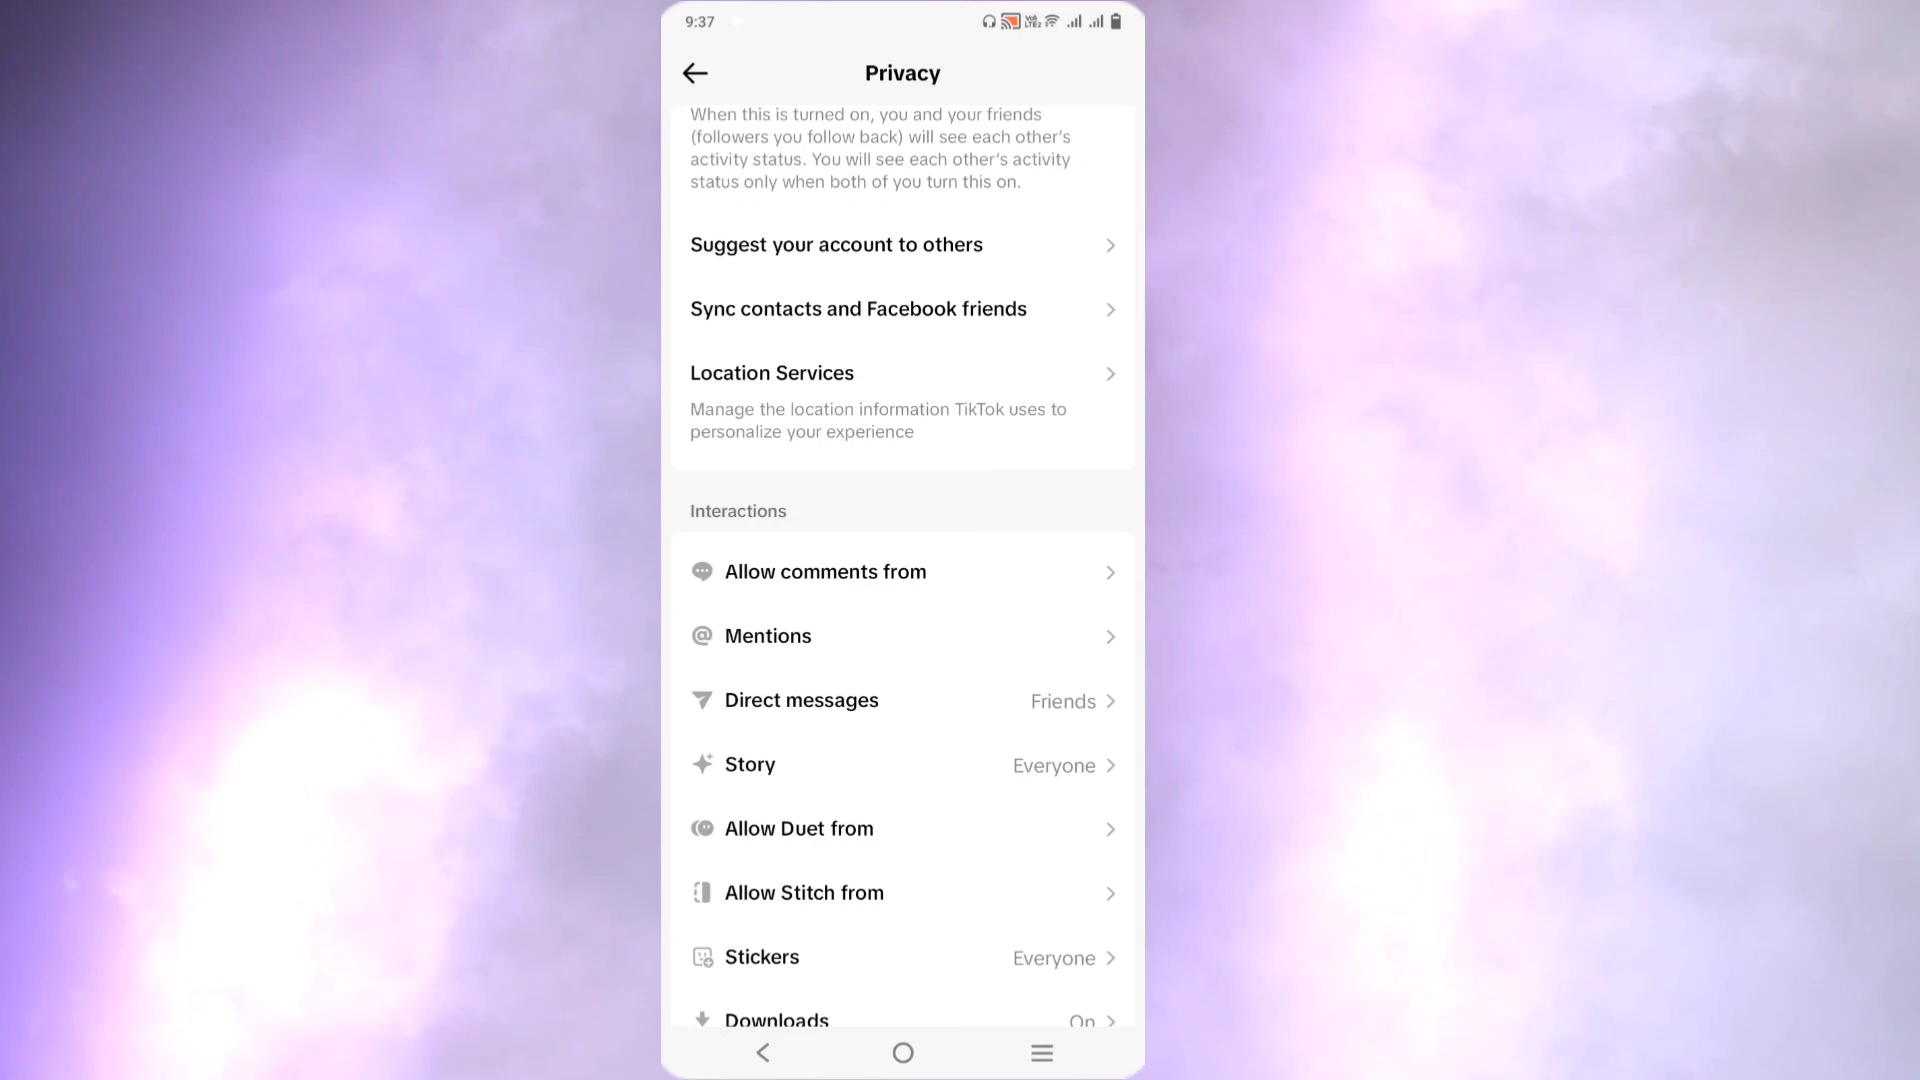 9:37
Privacy
When this is turned on, you and your friends
(followers you follow back) will see each other's
activity status. You will see each other's activity
status only when both of you turn this on.
Suggest your account to others
Sync contacts and Facebook friends
Location Services
Manage the location information TikTok uses to
personalize your experience
Interactions
Allow comments from
Mentions
Direct messages Friends
Story Everyone
Allow Duet from
Allow Stitch from
Stickers Everyone
Downloads On